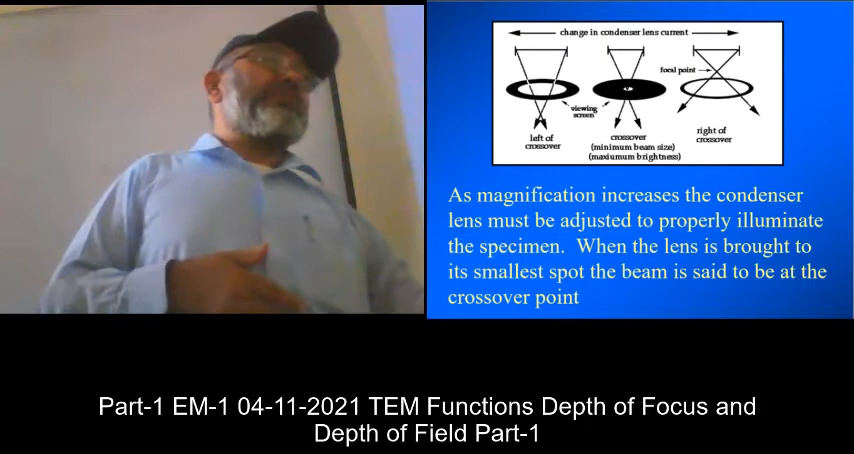 change in condenser lens current
focal point
viewing
screen
left of
crossover
crossover
(minimum beam size)
(maxiumum brightness)
right of
crossover
As magnification increases the condenser
lens must be adjusted to properly illuminate
the specimen. When the lens is brought to
its smallest spot the beam is said to be at the
crossover point
Part-1 EM-1 04-11-2021 TEM Functions Depth of Focus and
Depth of Field Part-1